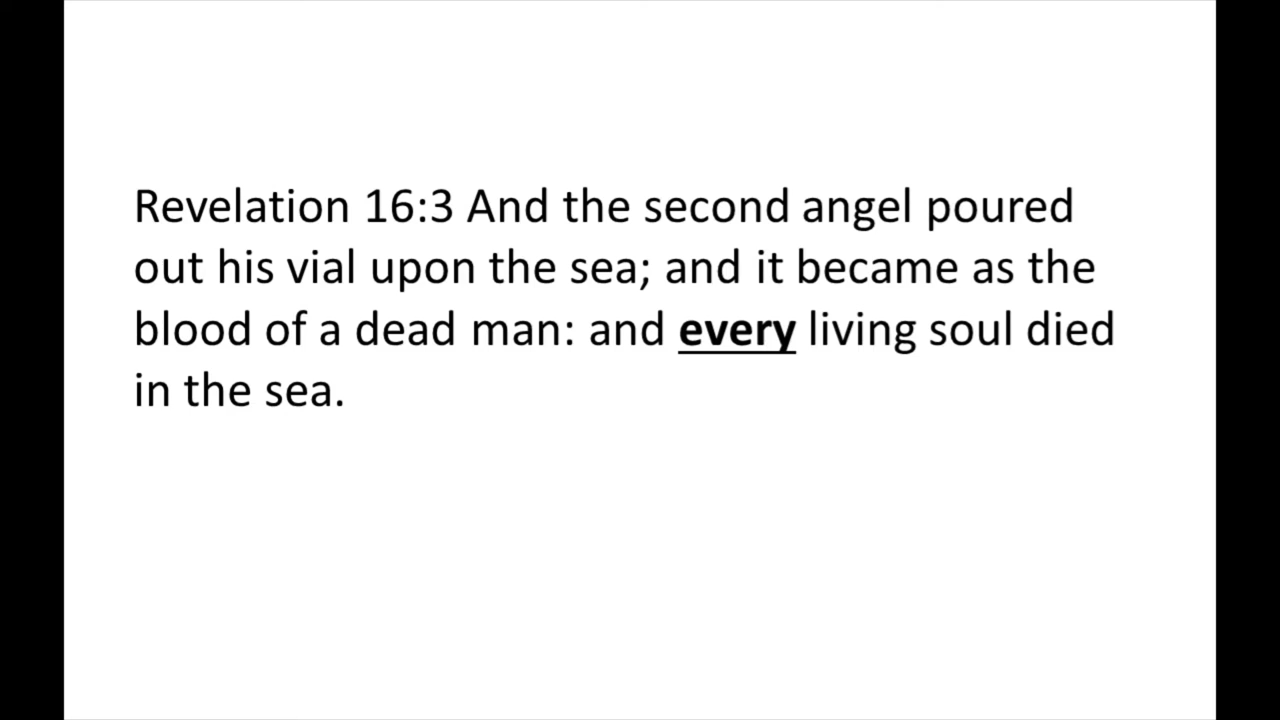 Revelation 16:3 And the second angel poured
out his vial upon the sea; and it became as the
blood of a dead man: and every living soul died
in the sea.